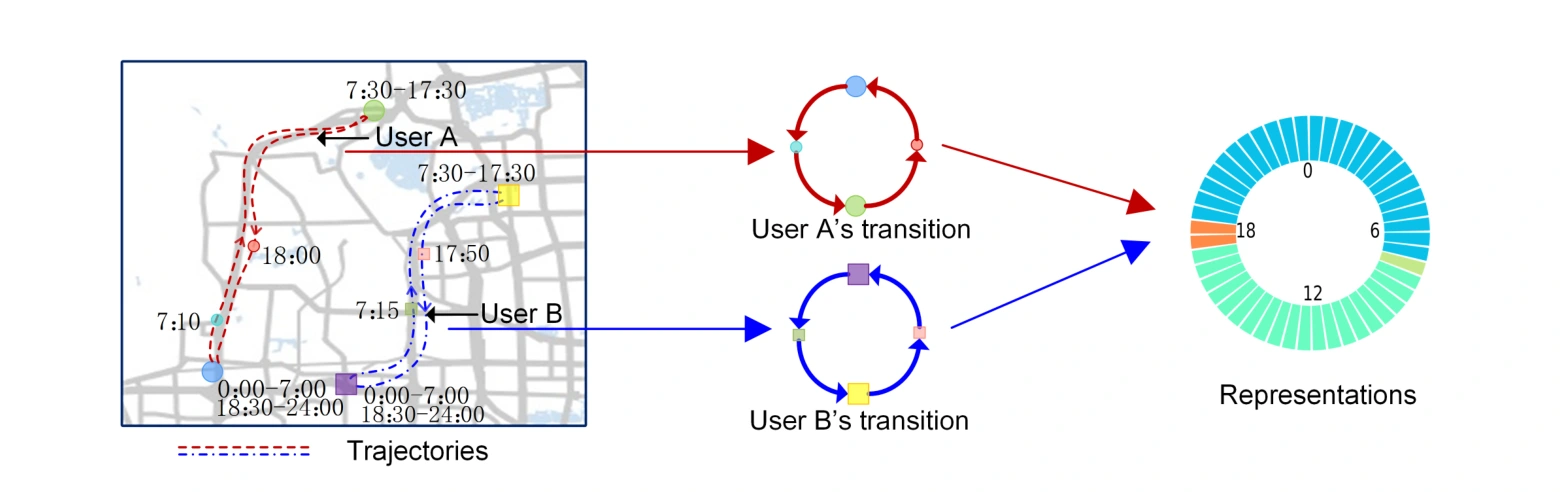 7:30-17:30
User A
7:30-17:30
18:00
17:50
7:15
User B
7:10
0:00-7:00
18:30-24:00
0:00-7:00
18:30-24:00
Trajectories
User A's transition
User B's transition
0
18
6
12
Representations